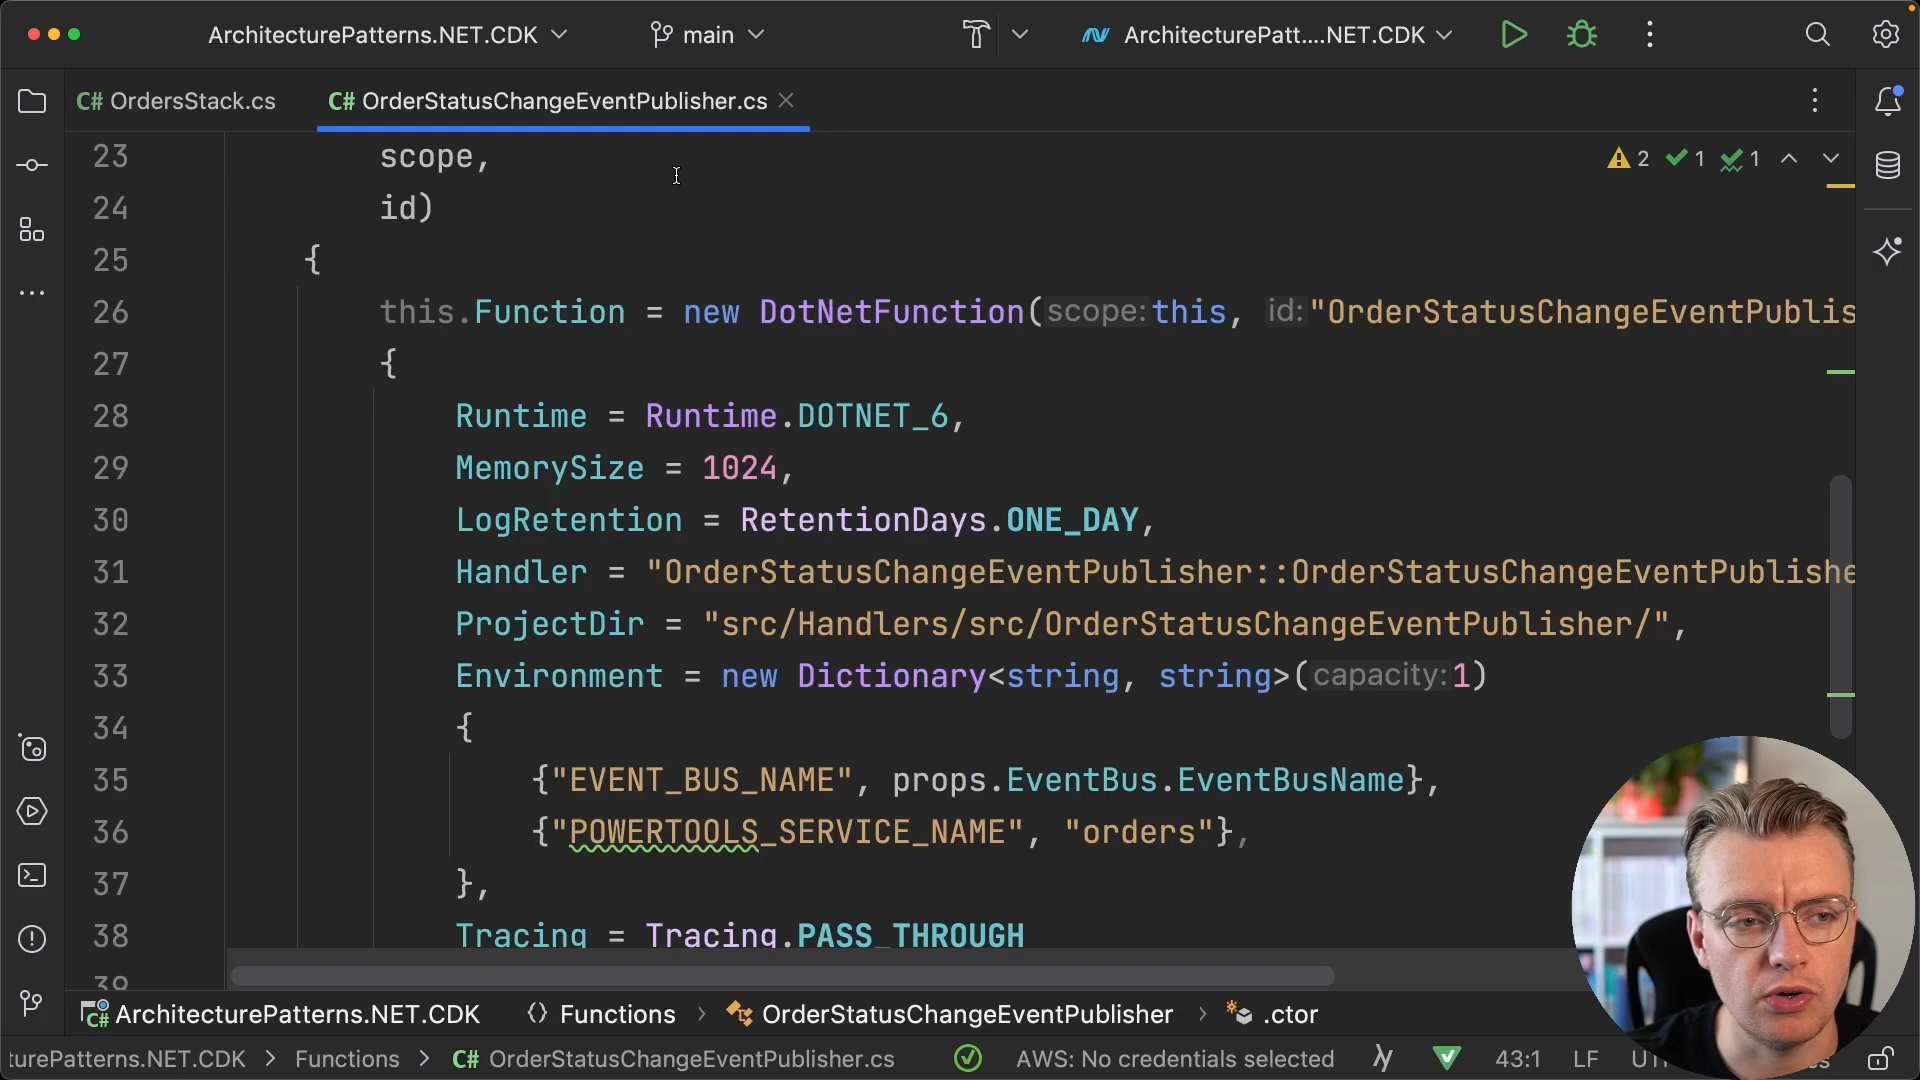 ArchitecturePatterns.NET.CDK
main
ArchitecturePatt....NET.CDK
C# OrdersStack.cs
C# OrderStatusChangeEventPublisher.cs
2 1 1
23 scope,
24 id)
25 {
26 this.Function = new DotNetFunction(scope:this, id:"OrderStatusChangeEventPublis
27 {
28 Runtime = Runtime.DOTNET_6,
29 MemorySize = 1024,
30 LogRetention = RetentionDays.ONE_DAY,
31 Handler = "OrderStatusChangeEventPublisher::OrderStatusChangeEventPublishe
32 ProjectDir = "src/Handlers/src/OrderStatusChangeEventPublisher/",
33 Environment = new Dictionary<string, string>(capacity:1)
34 {
35 {"EVENT_BUS_NAME", props.EventBus.EventBusName},
36 {"POWERTOOLS_SERVICE_NAME", "orders"},
37 },
38 Tracing = Tracing.PASS_THROUGH
39
C# ArchitecturePatterns.NET.CDK Functions > OrderStatusChangeEventPublisher > .ctor
turePatterns.NET.CDK > Functions > C# OrderStatusChangeEventPublisher.cs AWS: No credentials selected 43:1 LF